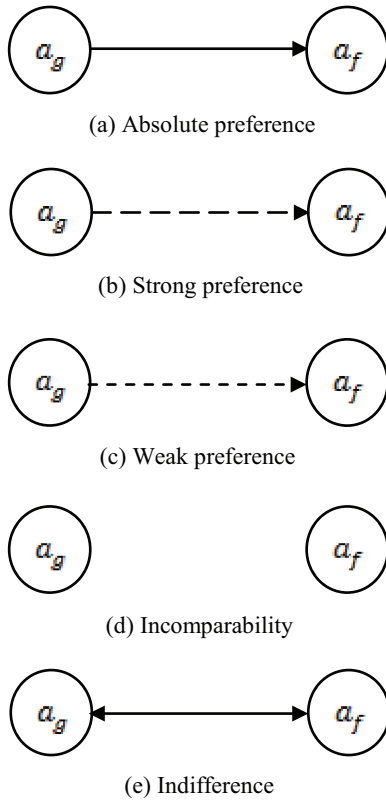 a_g a_f
(a) Absolute preference
a_g a_f
(b) Strong preference
a_g a_f
(c) Weak preference
a_g a_f
(d) Incomparability
a_g a_f
(e) Indifference